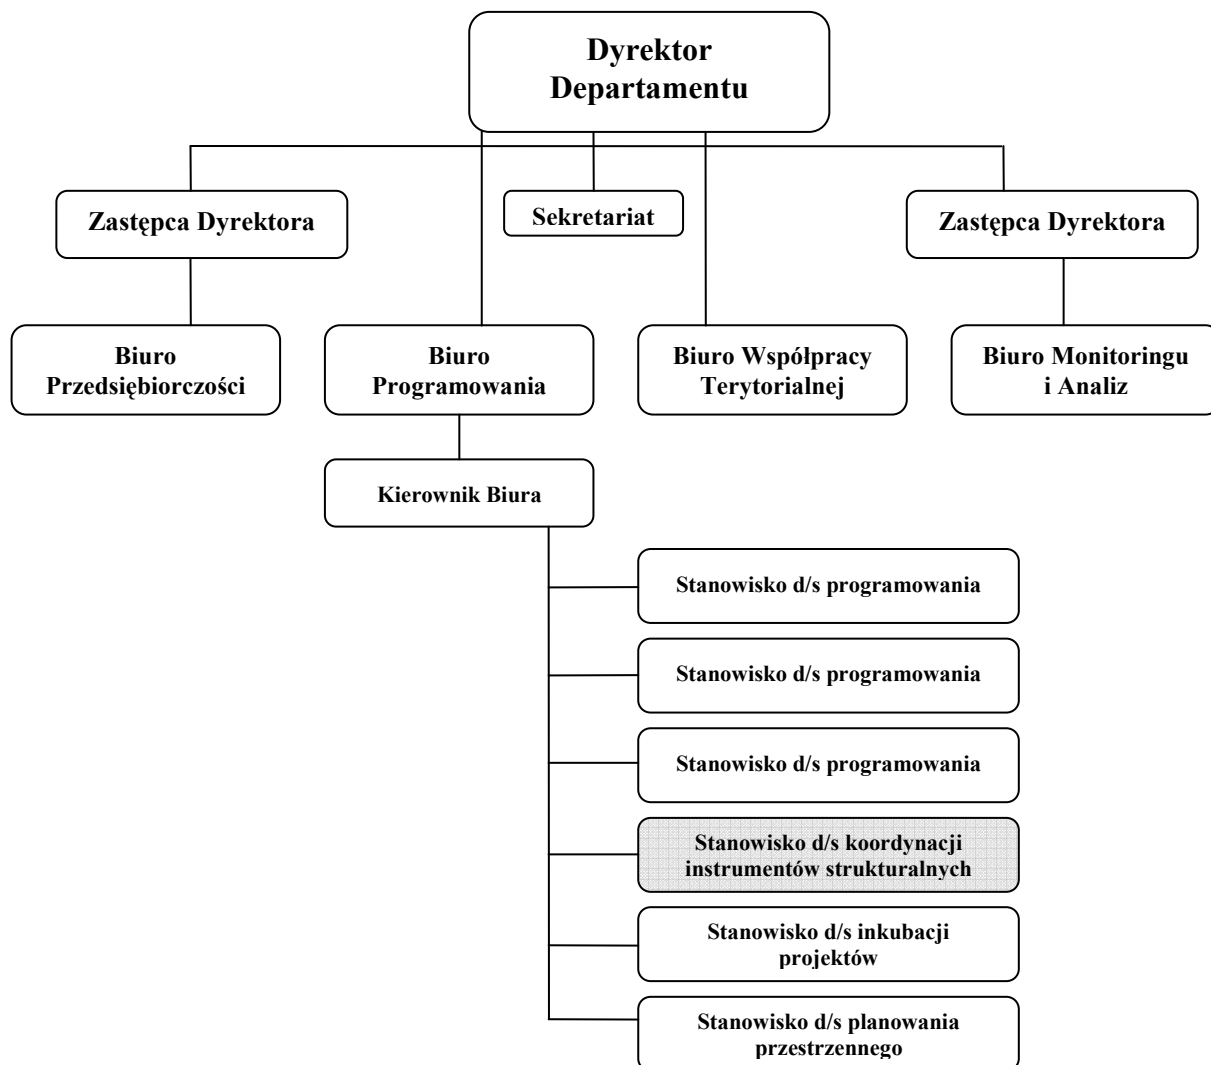 Dyrektor
Departamentu
Zastępca Dyrektora
Sekretariat
Zastępca Dyrektora
Biuro
Przedsiębiorczości
Biuro
Programowania
Biuro Współpracy
Terytorialnej
Biuro Monitoringu
i Analiz
Kierownik Biura
Stanowisko d/s programowania
Stanowisko d/s programowania
Stanowisko d/s programowania
Stanowisko d/s koordynacji
instrumentów strukturalnych
Stanowisko d/s inkubacji
projektów
Stanowisko d/s planowania
przestrzennego